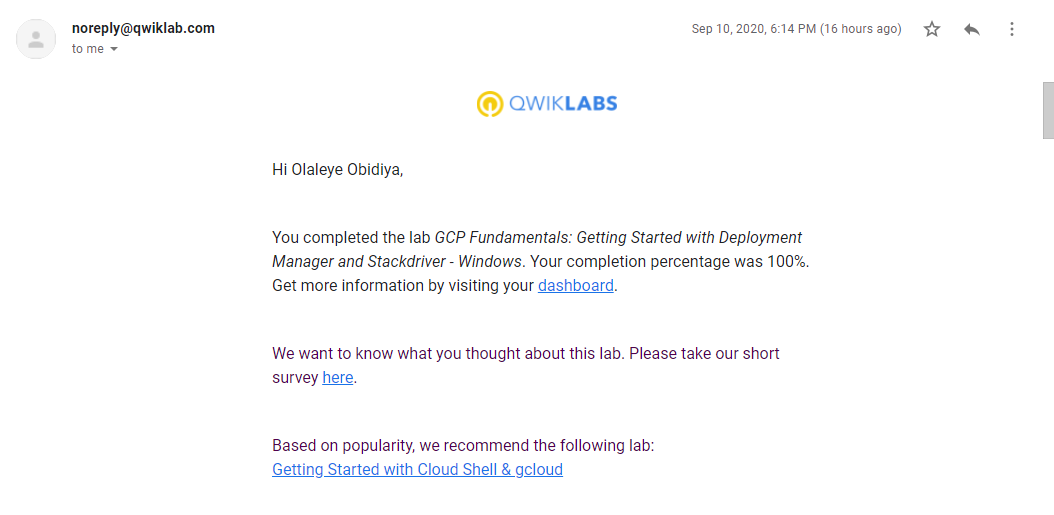 noreply@qwiklab.com
Sep 10, 2020, 6:14 PM (16 hours ago)
to me
QWIKLABS
Hi Olaleye Obidiya,
You completed the lab GCP Fundamentals: Getting Started with Deployment
Manager and Stackdriver - Windows. Your completion percentage was 100%.
Get more information by visiting your dashboard.
We want to know what you thought about this lab. Please take our short
survey here.
Based on popularity, we recommend the following lab:
Getting Started with Cloud Shell & gcloud